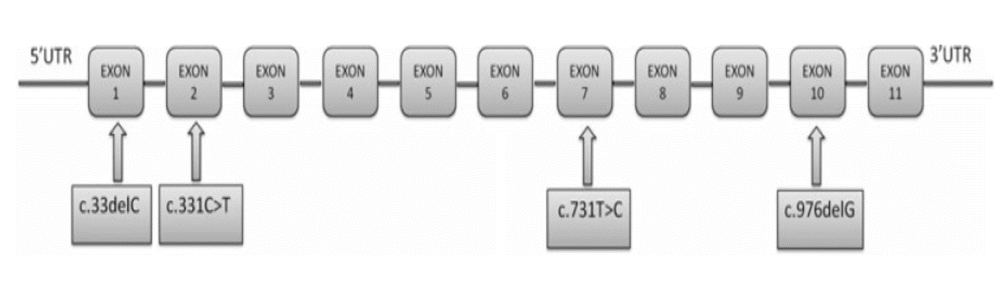 5'UTR
EXON
1
EXON
2
EXON
3
EXON
4
EXON
5
EXON
6
EXON
7
EXON
8
EXON
9
EXON
10
EXON
11
3'UTR
c.33delC
c.331C>T
c.731T>C
c.976delG